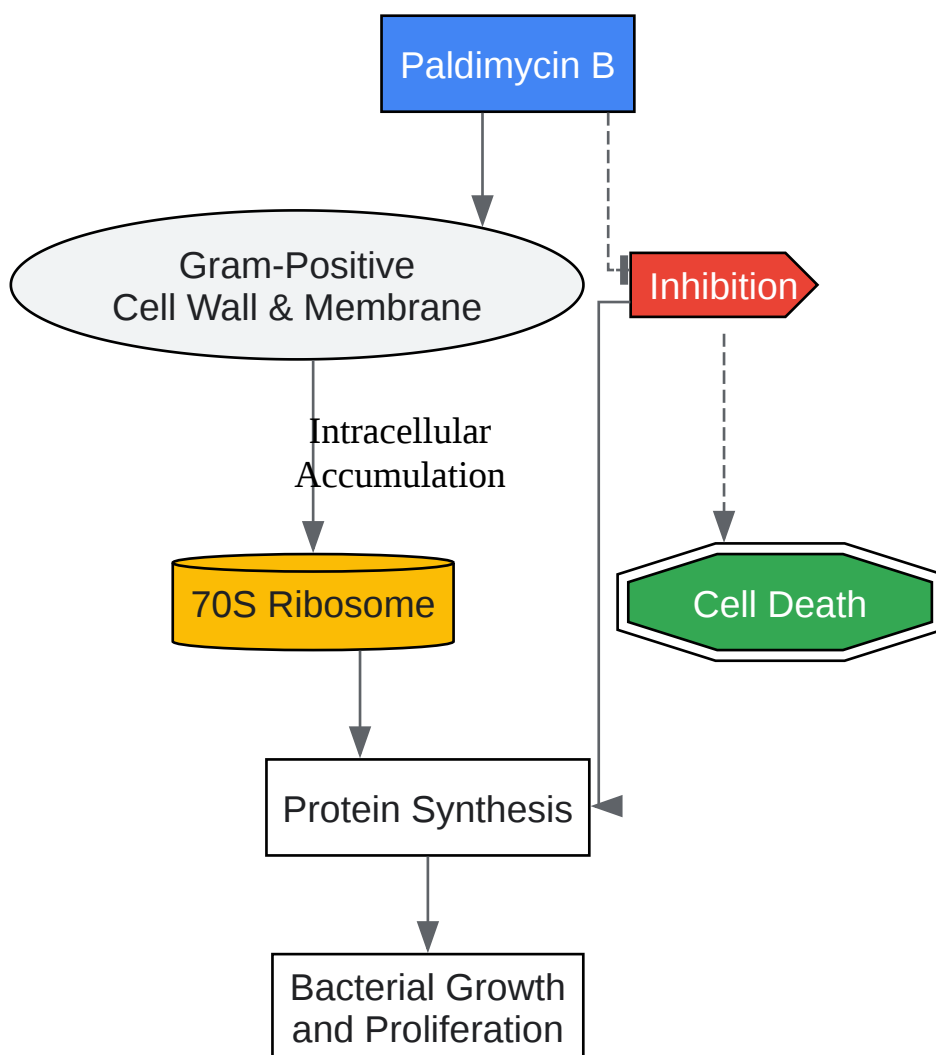 Paldimycin B
Gram-Positive
Cell Wall & Membrane
Inhibition
Intracellular
Accumulation
70S Ribosome
Cell Death
Protein Synthesis
Bacterial Growth
and Proliferation